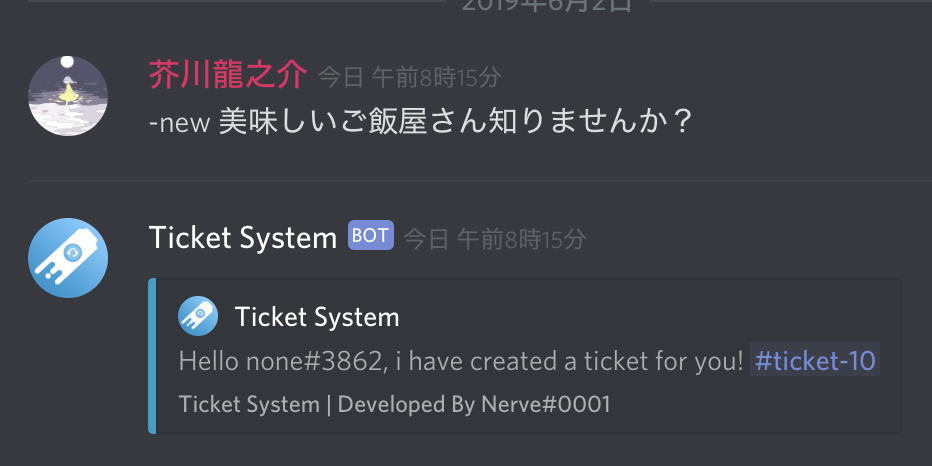 2019年6月2日
芥川龍之介 今日 午前8時15分
-new 美味しいご飯屋さん知りませんか？
Ticket System BOT 今日 午前8時15分
Ticket System
Hello none#3862, i have created a ticket for you! #ticket-10
Ticket System | Developed By Nerve#0001